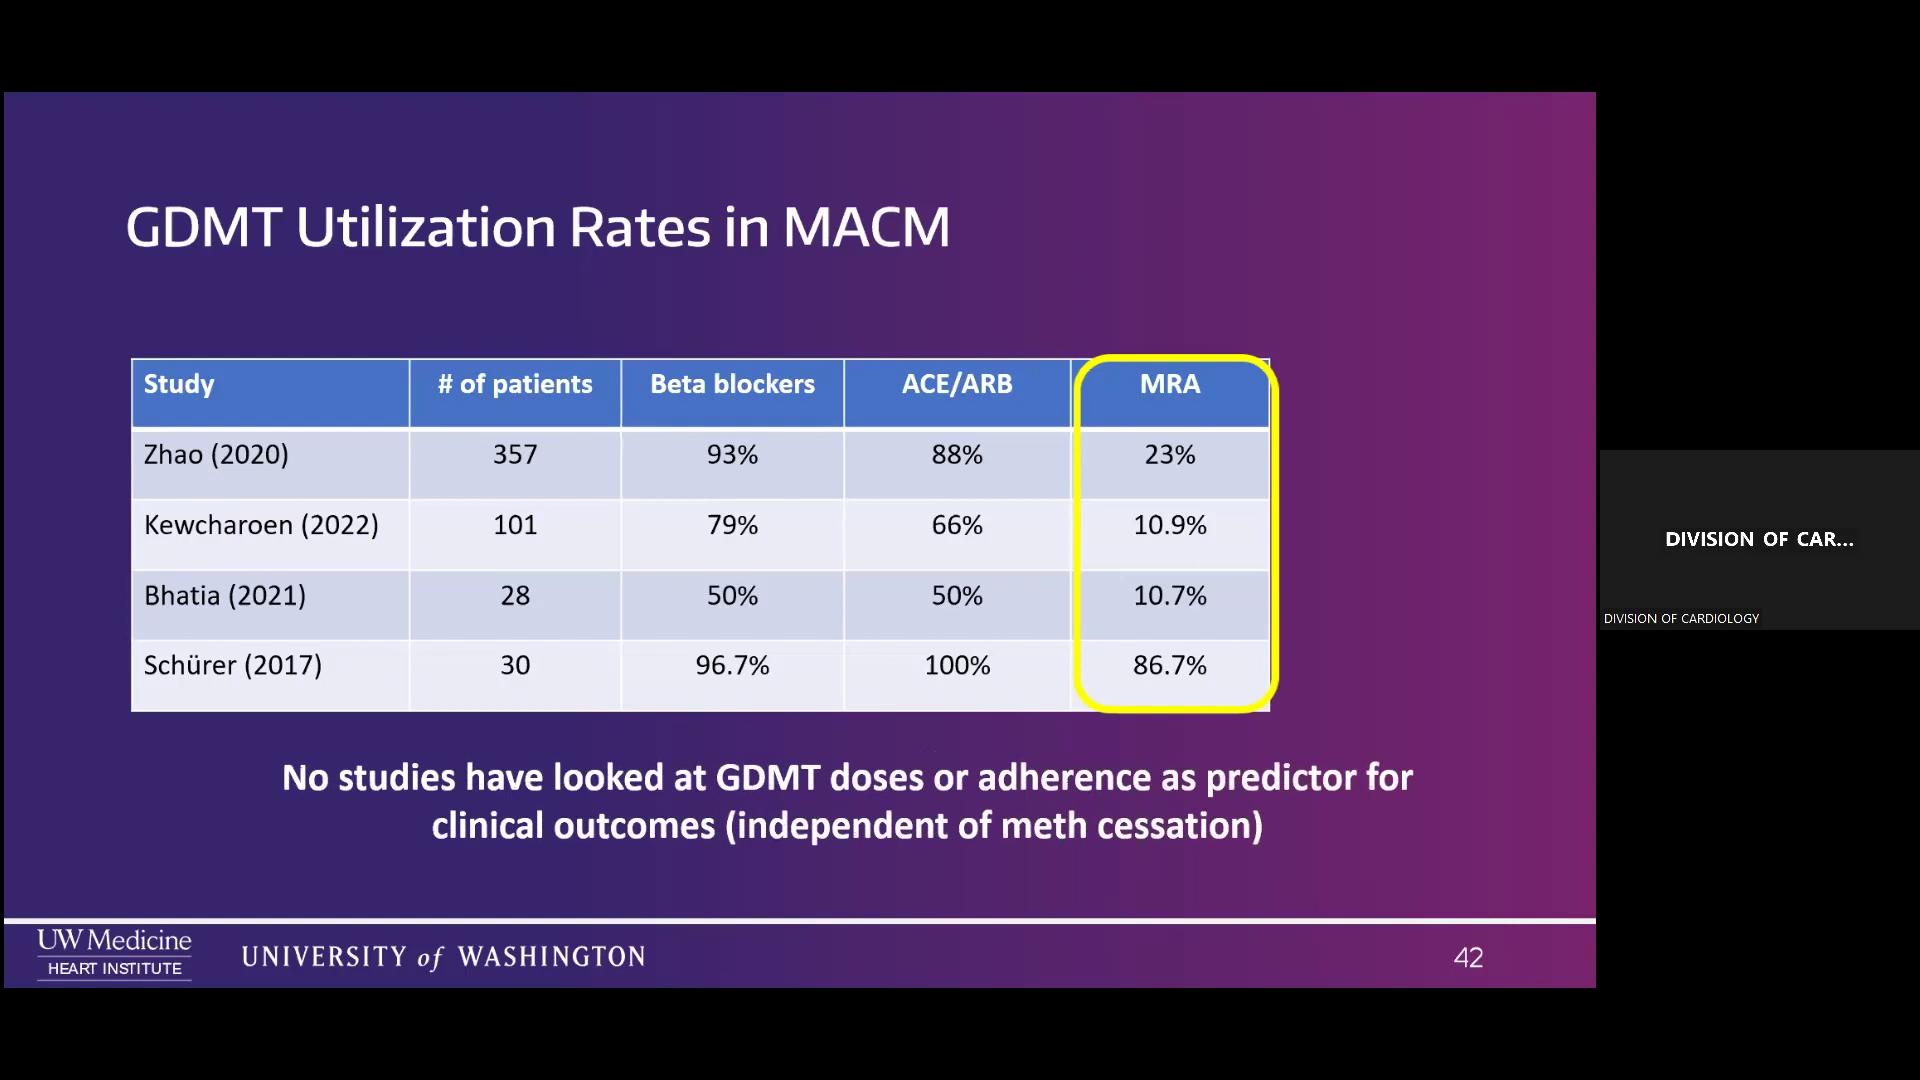 GDMT Utilization Rates in MACM
Study # of patients Beta blockers ACE/ARB MRA
Zhao (2020) 357 93% 88% 23%
Kewcharoen (2022) 101 79% 66% 10.9%
Bhatia (2021) 28 50% 50% 10.7%
Schürer (2017) 30 96.7% 100% 86.7%
No studies have looked at GDMT doses or adherence as predictor for
clinical outcomes (independent of meth cessation)
UW Medicine
HEART INSTITUTE
UNIVERSITY of WASHINGTON
42
DIVISION OF CAR...
DIVISION OF CARDIOLOGY